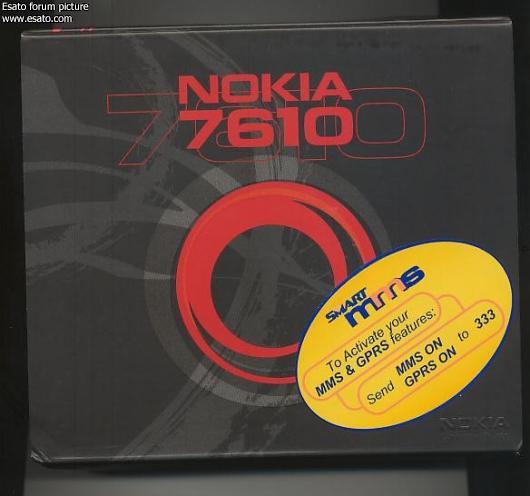 Esato forum picture
www.esato.com
NOKIA
7610
7610
SMART
mms
To Activate your
MMS & GPRS features:
Send MMS ON
GPRS ON to 333
NOKIA